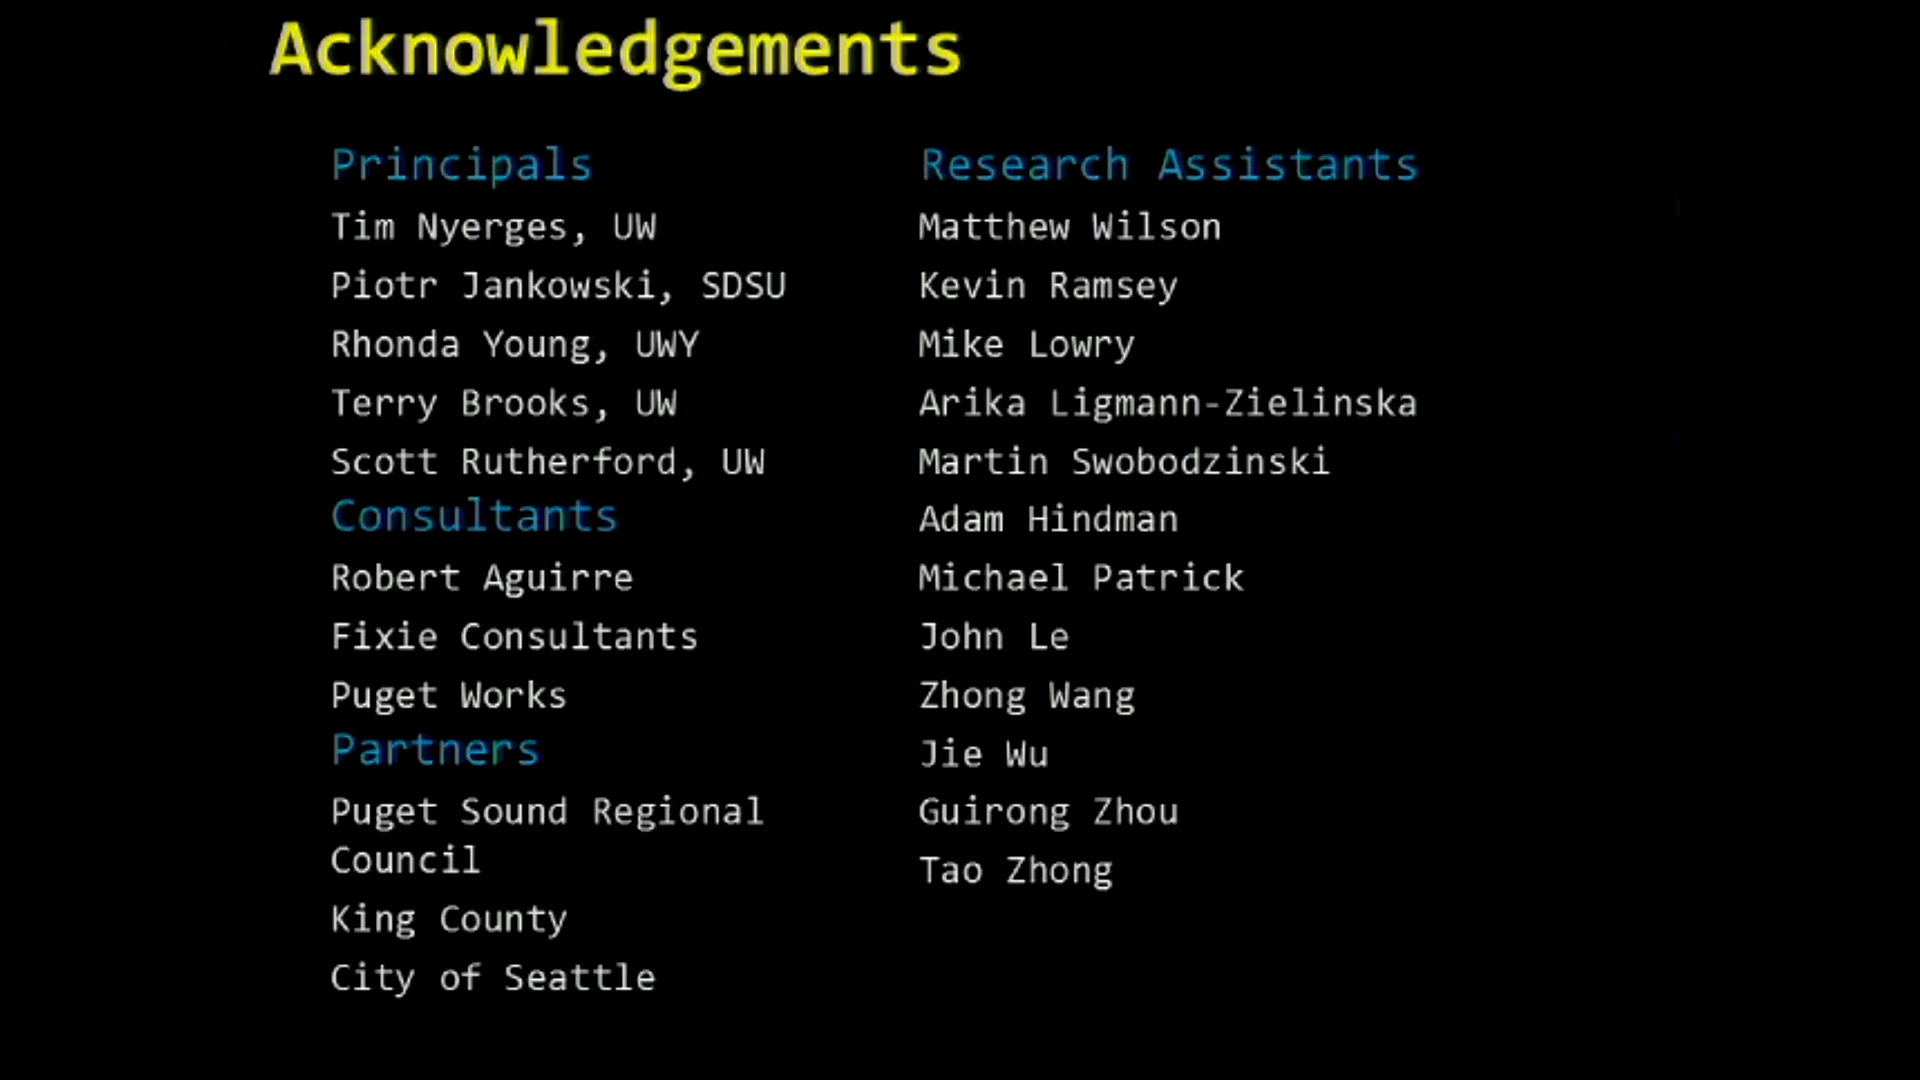 Acknowledgements
Principals
Tim Nyerges, UW
Piotr Jankowski, SDSU
Rhonda Young, UWY
Terry Brooks, UW
Scott Rutherford, UW
Consultants
Robert Aguirre
Fixie Consultants
Puget Works
Partners
Puget Sound Regional
Council
King County
City of Seattle
Research Assistants
Matthew Wilson
Kevin Ramsey
Mike Lowry
Arika Ligmann-Zielinska
Martin Swobodzinski
Adam Hindman
Michael Patrick
John Le
Zhong Wang
Jie Wu
Guirong Zhou
Tao Zhong